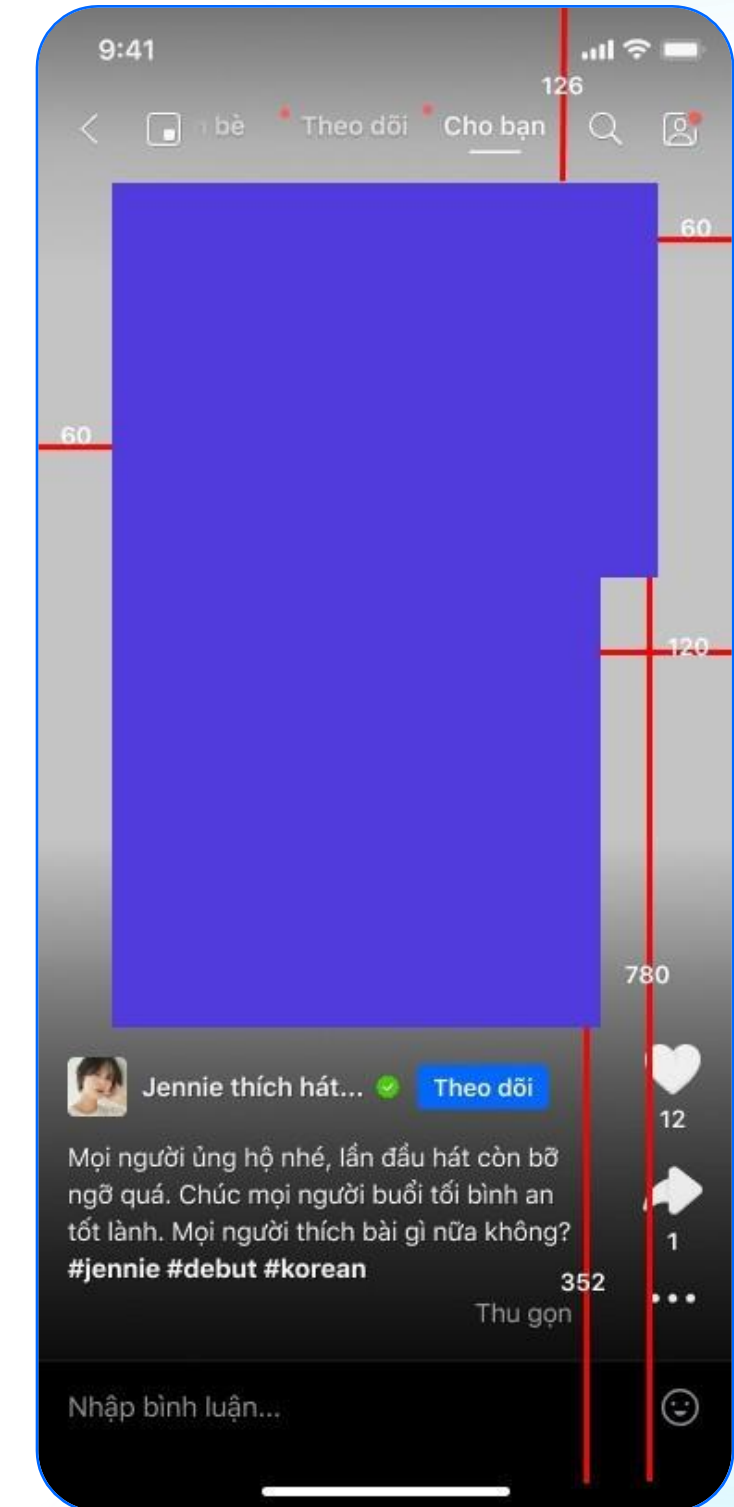 9:41
126
bè
Theo dõi
Cho bạn
60
60
120
780
Jennie thích hát...
Theo dõi
12
Mọi người ủng hộ nhé, lần đầu hát còn bỡ
ngỡ quá. Chúc mọi người buổi tối bình an
tốt lành. Mọi người thích bài gì nữa không?
#jennie #debut #korean
1
352
Thu gọn
Nhập bình luận...